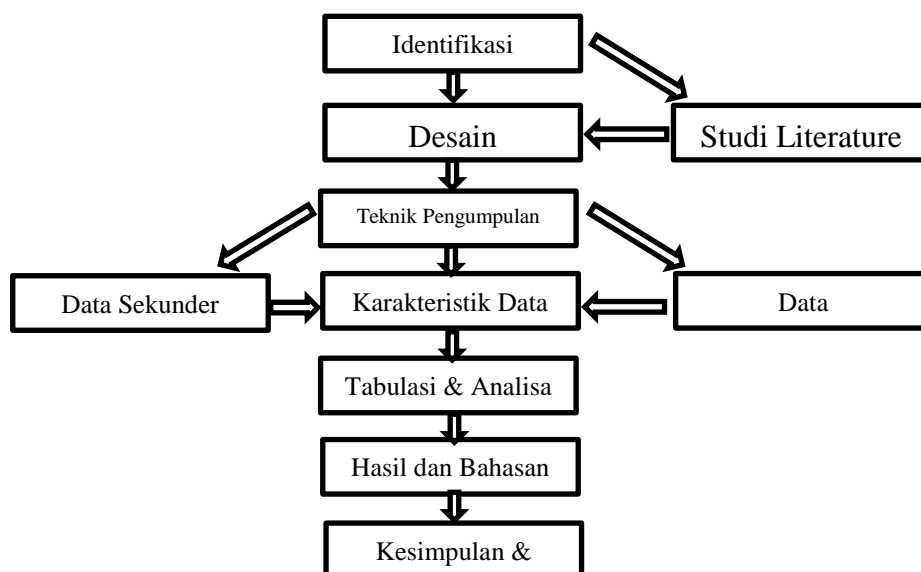 Identifikasi
Desain
Studi Literature
Teknik Pengumpulan
Data Sekunder
Karakteristik Data
Data
Tabulasi & Analisa
Hasil dan Bahasan
Kesimpulan &